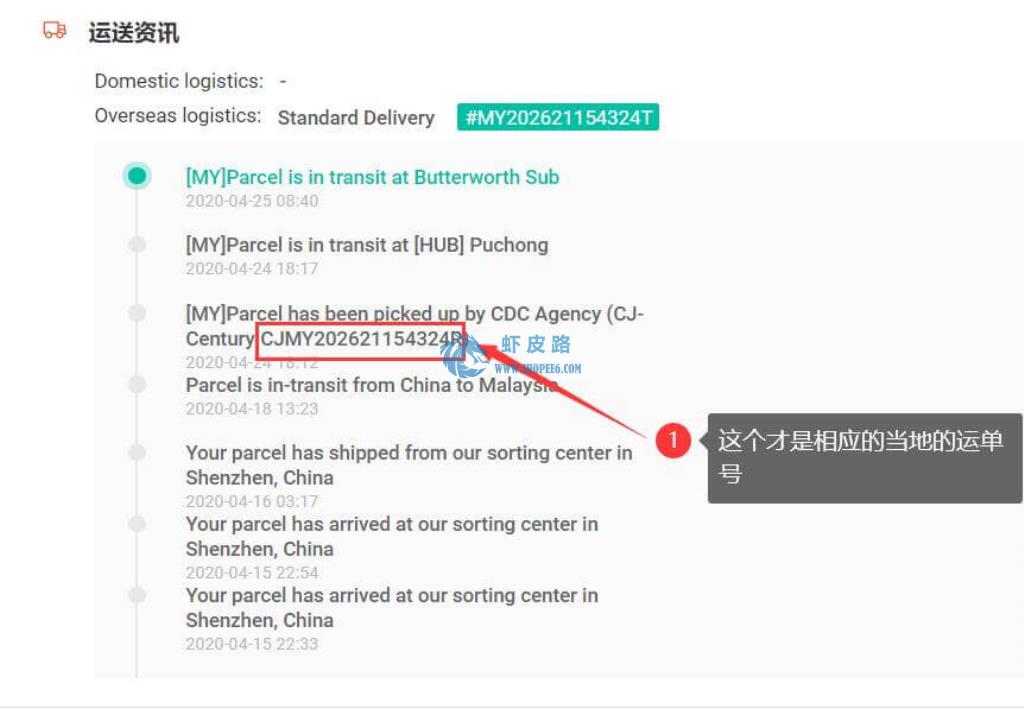 运送资讯
Domestic logistics: -
Overseas logistics: Standard Delivery #MY202621154324T
[MY]Parcel is in transit at Butterworth Sub
2020-04-25 08:40
[MY]Parcel is in transit at [HUB] Puchong
2020-04-24 18:17
[MY]Parcel has been picked up by CDC Agency (CJ-
Century CJMY202621154324R)
虾皮路
WWW.SHOPEE6.COM
2020-04-24 18:12
Parcel is in-transit from China to Malaysia
2020-04-18 13:23
1
这个才是相应的当地的运单
号
Your parcel has shipped from our sorting center in
Shenzhen, China
2020-04-16 03:17
Your parcel has arrived at our sorting center in
Shenzhen, China
2020-04-15 22:54
Your parcel has arrived at our sorting center in
Shenzhen, China
2020-04-15 22:33